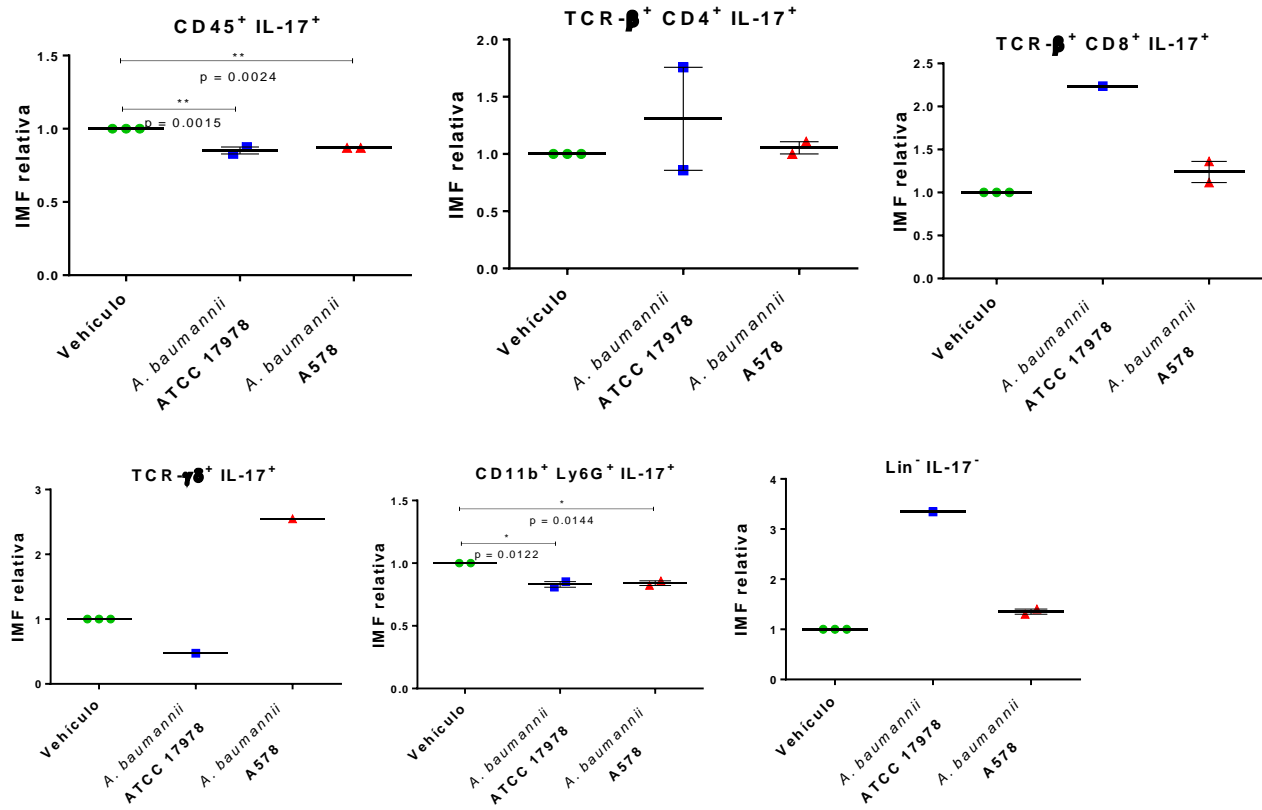 CD45+ IL-17+
IMF relativa
1.5
1.0
0.5
0.0
**
p = 0.0024
**
p = 0.0015
Vehículo
A. baumannii
ATCC 17978
A. baumannii
A578
TCR-β+ CD4+ IL-17+
IMF relativa
2.0
1.5
1.0
0.5
0.0
Vehículo
A. baumannii
ATCC 17978
A. baumannii
A578
TCR-β+ CD8+ IL-17+
IMF relativa
2.5
2.0
1.5
1.0
0.5
0.0
Vehículo
A. baumannii
ATCC 17978
A. baumannii
A578
TCR-γδ+ IL-17+
IMF relativa
3
2
1
0
Vehículo
A. baumannii
ATCC 17978
A. baumannii
A578
CD11b+ Ly6G+ IL-17+
IMF relativa
1.5
1.0
0.5
0.0
*
p = 0.0144
*
p = 0.0122
Vehículo
A. baumannii
ATCC 17978
A. baumannii
A578
Lin- IL-17-
IMF relativa
4
3
2
1
0
Vehículo
A. baumannii
ATCC 17978
A. baumannii
A578